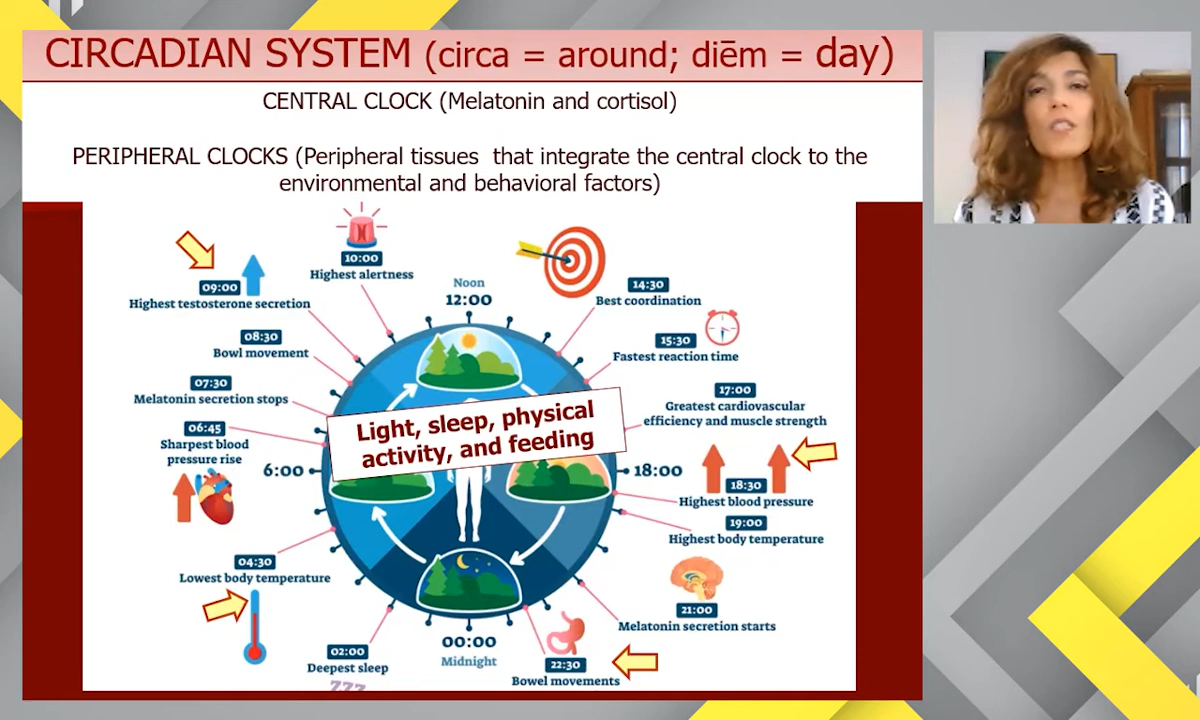 CIRCADIAN SYSTEM (circa = around; diēm = day)
CENTRAL CLOCK (Melatonin and cortisol)
PERIPHERAL CLOCKS (Peripheral tissues that integrate the central clock to the
environmental and behavioral factors)
10:00
Highest alertness
09:00
Highest testosterone secretion
Noon
12:00
14:30
Best coordination
08:30
Bowl movement
15:30
Fastest reaction time
07:30
Melatonin secretion stops
17:00
Greatest cardiovascular
efficiency and muscle strength
Light, sleep, physical
activity, and feeding
06:45
Sharpest blood
pressure rise
6:00
18:00
18:30
Highest blood pressure
19:00
Highest body temperature
04:30
Lowest body temperature
21:00
Melatonin secretion starts
00:00
Midnight
02:00
Deepest sleep
zzz
22:30
Bowel movements